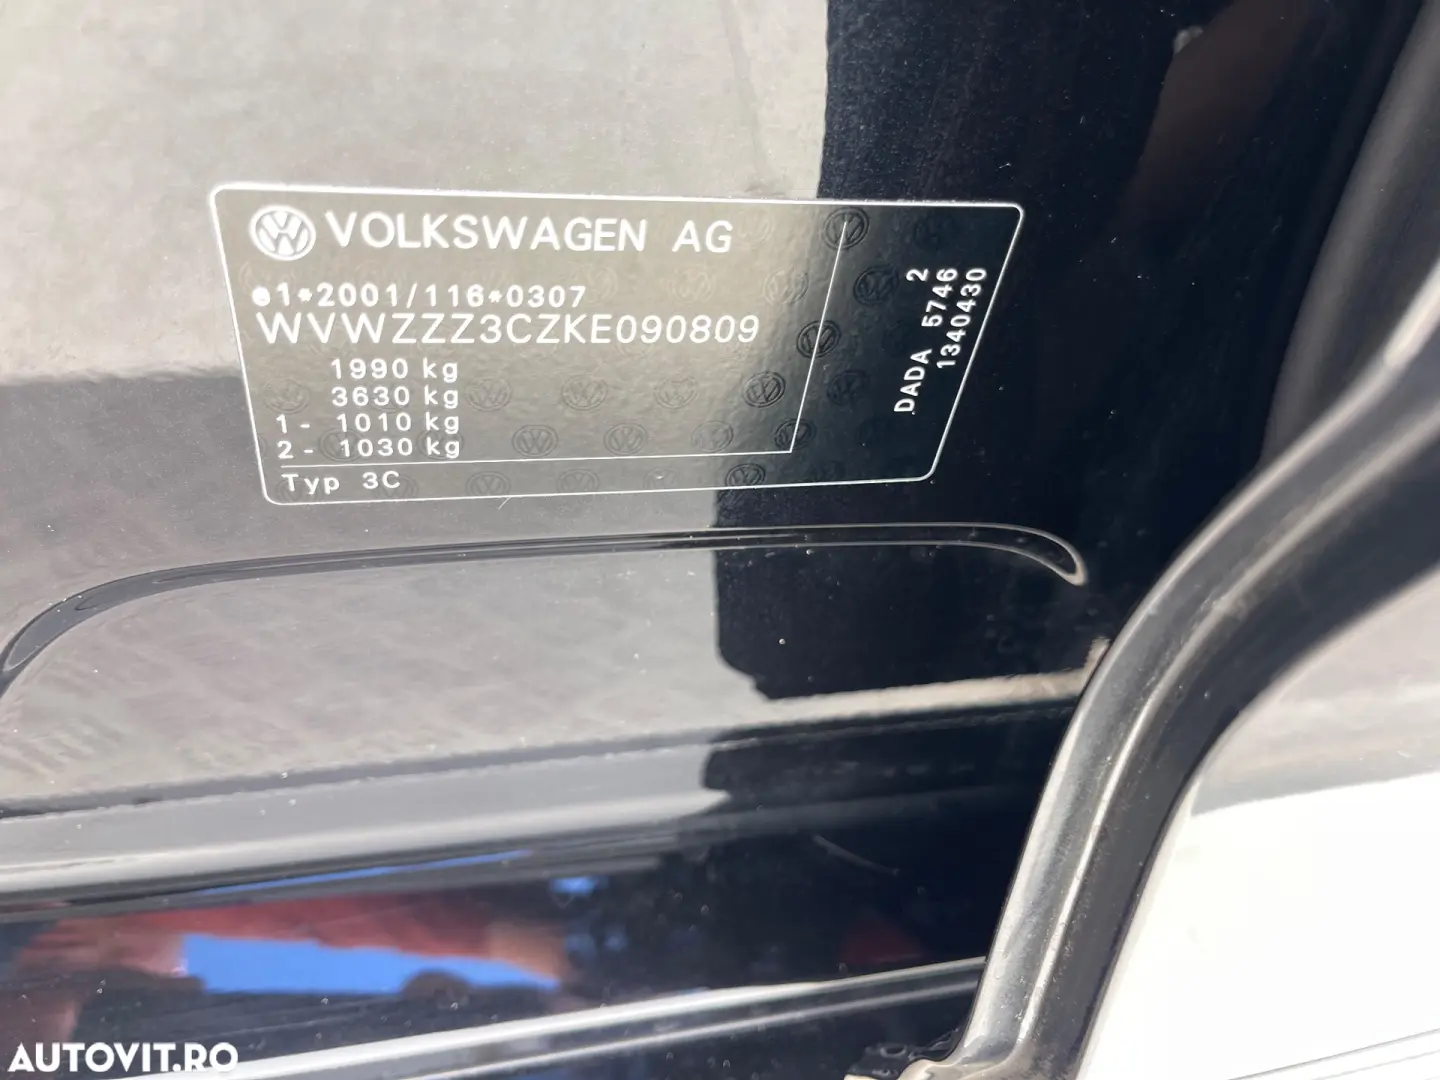 VOLKSWAGEN AG
e1*2001/116*0307
WVWZZZ3CZKE090809
1990 kg
3630 kg
1 - 1010 kg
2 - 1030 kg
Typ 3C
2
DADA 5746
1340430
AUTOVIT.RO